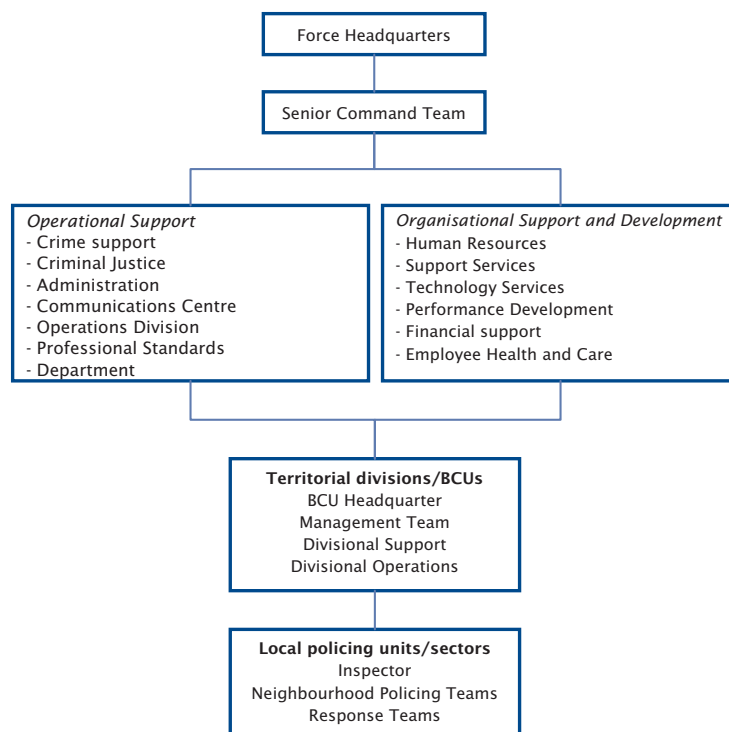 Force Headquarters
Senior Command Team
Operational Support
- Crime support
- Criminal Justice
- Administration
- Communications Centre
- Operations Division
- Professional Standards
- Department
Organisational Support and Development
- Human Resources
- Support Services
- Technology Services
- Performance Development
- Financial support
- Employee Health and Care
Territorial divisions/BCUs
BCU Headquarter
Management Team
Divisional Support
Divisional Operations
Local policing units/sectors
Inspector
Neighbourhood Policing Teams
Response Teams